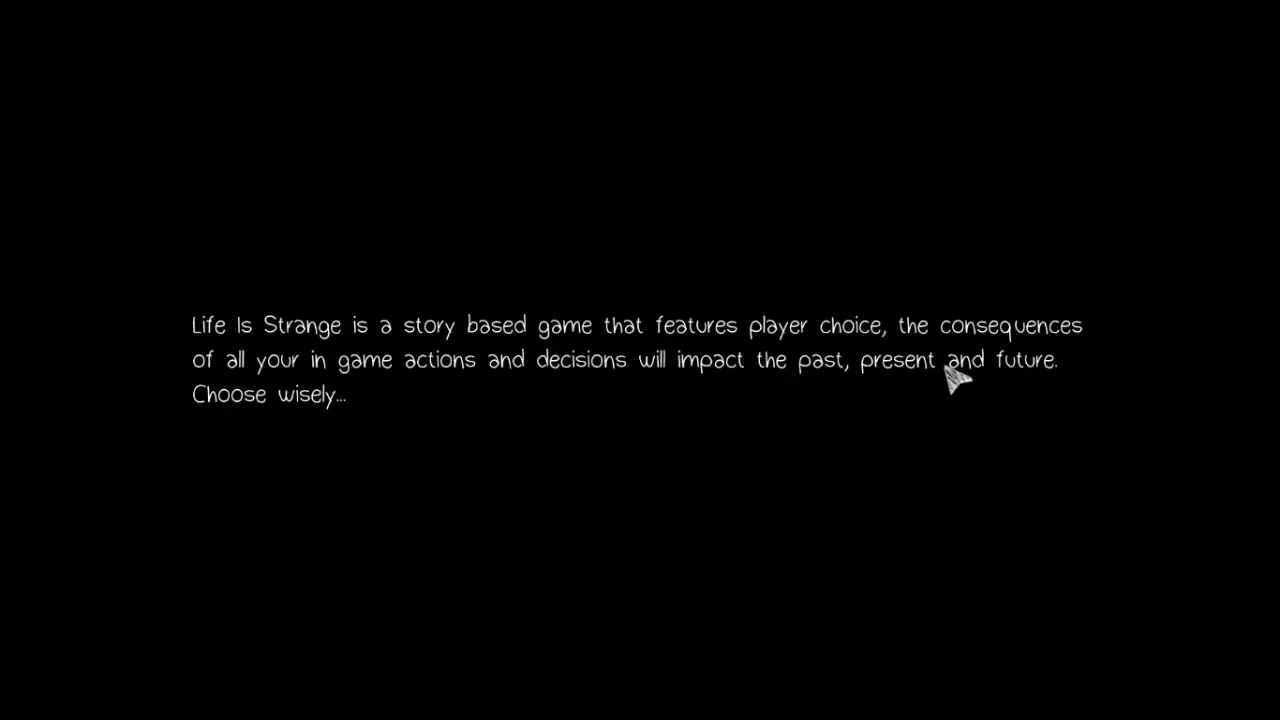 Life Is Strange is a story based game that features player choice, the consequences
of all your in game actions and decisions will impact the past, present and future.
Choose wisely...